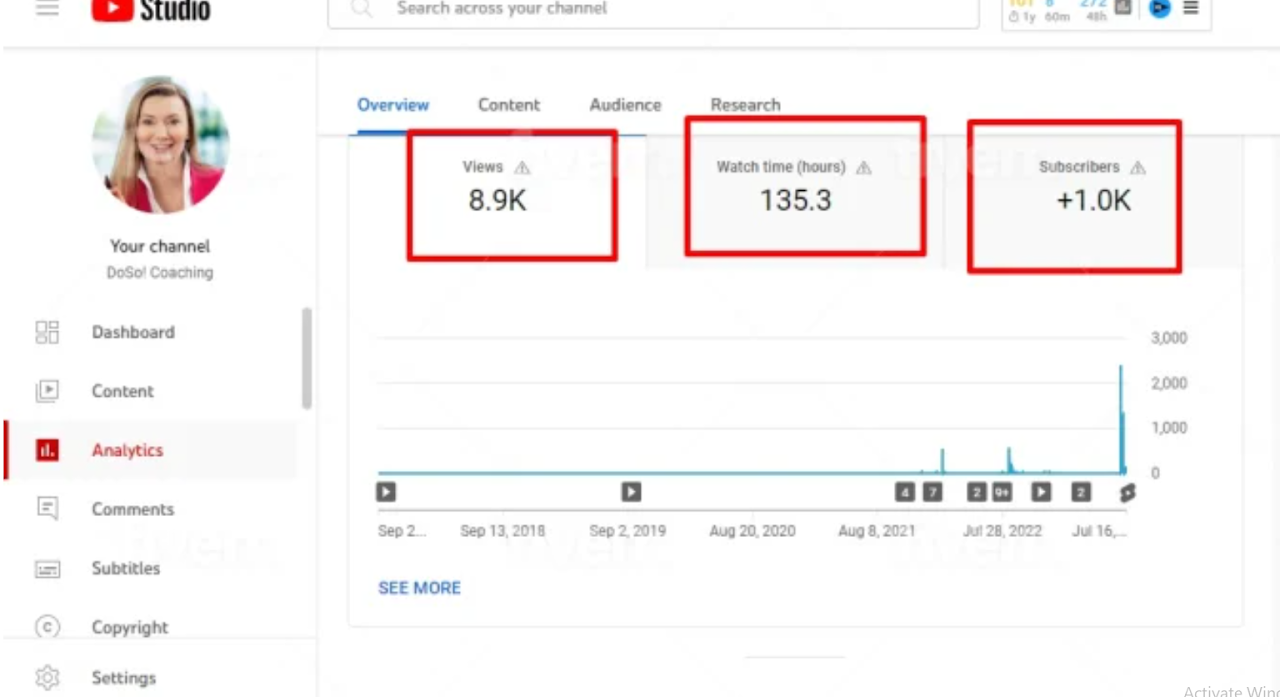 Studio
Search across your channel
1y 60m 48h
Overview Content Audience Research
Views
8.9K
Watch time (hours)
135.3
Subscribers
+1.0K
Your channel
DoSo! Coaching
Dashboard
Content
Analytics
Comments
Subtitles
Copyright
Settings
3,000
2,000
1,000
0
4 7 2 9+ 2
Sep 2... Sep 13, 2018 Sep 2, 2019 Aug 20, 2020 Aug 8, 2021 Jul 28, 2022 Jul 16,...
SEE MORE
Activate Wind